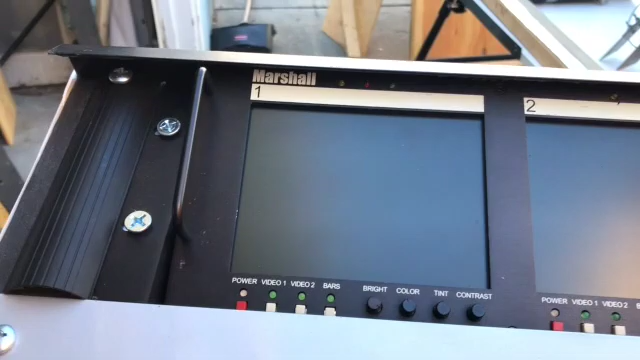 Marshall
1
2
POWER VIDEO 1 VIDEO 2 BARS BRIGHT COLOR TINT CONTRAST
POWER VIDEO 1 VIDEO 2